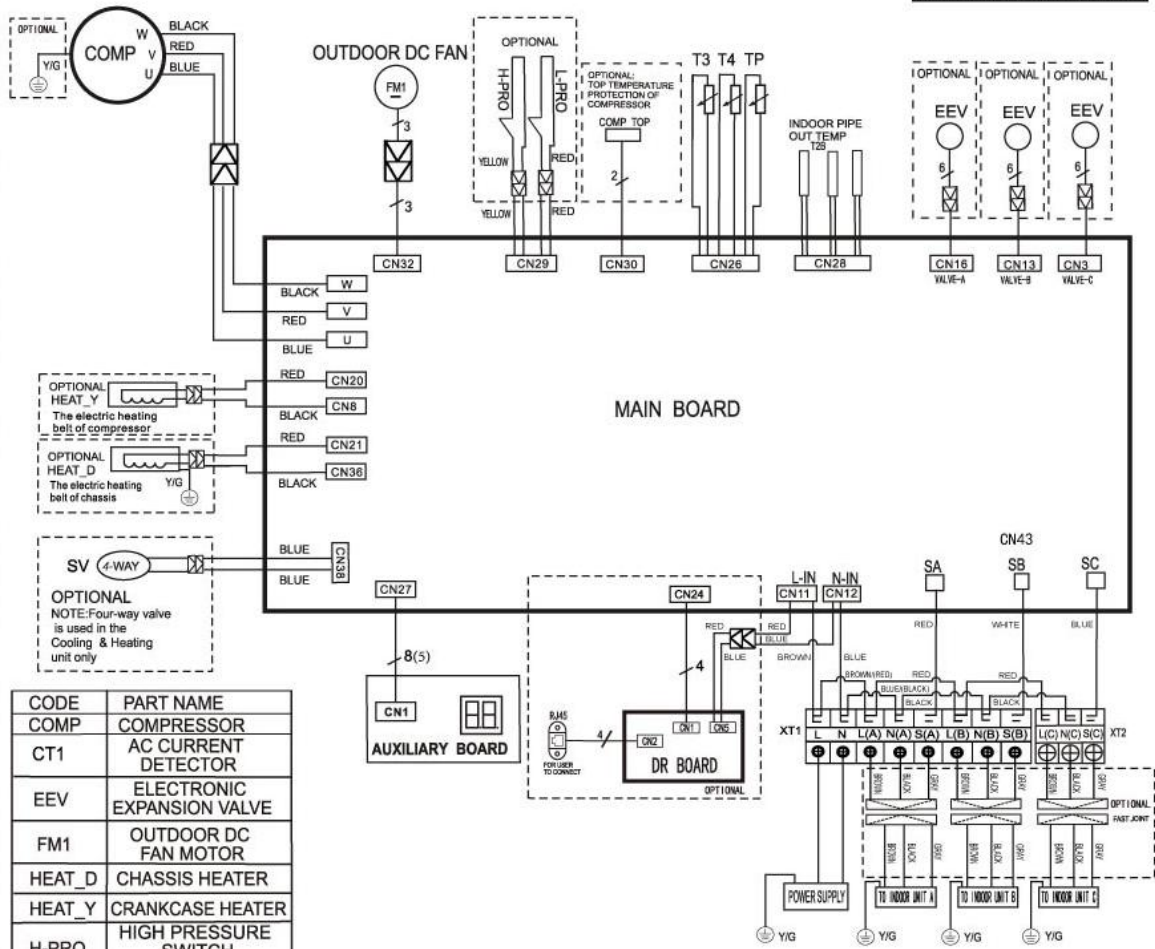 OPTIONAL
Y/G
COMP
W
V
U
BLACK
RED
BLUE
OUTDOOR DC FAN
FM1
3
3
OPTIONAL
H-PRO
L-PRO
YELLOW
RED
YELLOW
RED
OPTIONAL:
TOP TEMPERATURE
PROTECTION OF
COMPRESSOR
COMP TOP
2
T3 T4 TP
INDOOR PIPE
OUT TEMP
T2B
OPTIONAL
EEV
6
OPTIONAL
EEV
6
OPTIONAL
EEV
6
CN32
CN29
CN30
CN26
CN28
CN16
VALVE-A
CN13
VALVE-B
CN3
VALVE-C
BLACK
W
RED
V
BLUE
U
OPTIONAL
HEAT_Y
The electric heating
belt of compressor
RED
CN20
BLACK
CN8
OPTIONAL
HEAT_D
The electric heating
belt of chassis
Y/G
RED
CN21
BLACK
CN36
MAIN BOARD
SV
4-WAY
OPTIONAL
NOTE:Four-way valve
is used in the
Cooling & Heating
unit only
BLUE
BLUE
CN38
CN27
CN24
L-IN
CN11
N-IN
CN12
CN43
SA
SB
SC
8(5)
CN1
AUXILIARY BOARD
4
RED
BLUE
RED
BLUE
BROWN
BLUE
RED
WHITE
BLUE
RJ45
FOR USER
TO CONNECT
4
CN2
CN1
CN5
DR BOARD
OPTIONAL
BROWN(RED)
BLUE(BLACK)
RED
BLACK
RED
BLACK
XT1
L N L(A) N(A) S(A) L(B) N(B) S(B)
L(C) N(C) S(C)
XT2
BROWN
BLACK
GRAY
BROWN
BLACK
GRAY
BROWN
BLACK
GRAY
OPTIONAL
FAST JOINT
BROWN
BLACK
GRAY
BROWN
BLACK
GRAY
BROWN
BLACK
GRAY
POWER SUPPLY
TO INDOOR UNIT A
TO INDOOR UNIT B
TO INDOOR UNIT C
Y/G
Y/G
Y/G
Y/G
CODE PART NAME
COMP COMPRESSOR
CT1 AC CURRENT
DETECTOR
EEV ELECTRONIC
EXPANSION VALVE
FM1 OUTDOOR DC
FAN MOTOR
HEAT_D CHASSIS HEATER
HEAT_Y CRANKCASE HEATER
H-PRO HIGH PRESSURE
SWITCH